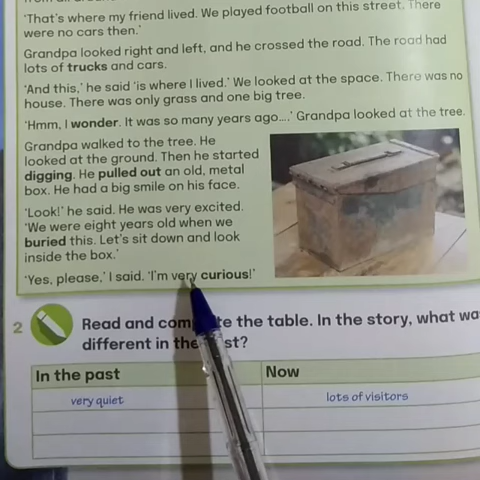 'That's where my friend lived. We played football on this street. There
were no cars then.'
Grandpa looked right and left, and he crossed the road. The road had
lots of trucks and cars.
'And this,' he said 'is where I lived.' We looked at the space. There was no
house. There was only grass and one big tree.
'Hmm, I wonder. It was so many years ago....' Grandpa looked at the tree.
Grandpa walked to the tree. He
looked at the ground. Then he started
digging. He pulled out an old, metal
box. He had a big smile on his face.
'Look!' he said. He was very excited.
'We were eight years old when we
buried this. Let's sit down and look
inside the box.'
'Yes, please,' I said. 'I'm very curious!'
2 Read and com te the table. In the story, what wa
different in the st?
In the past Now
very quiet lots of visitors